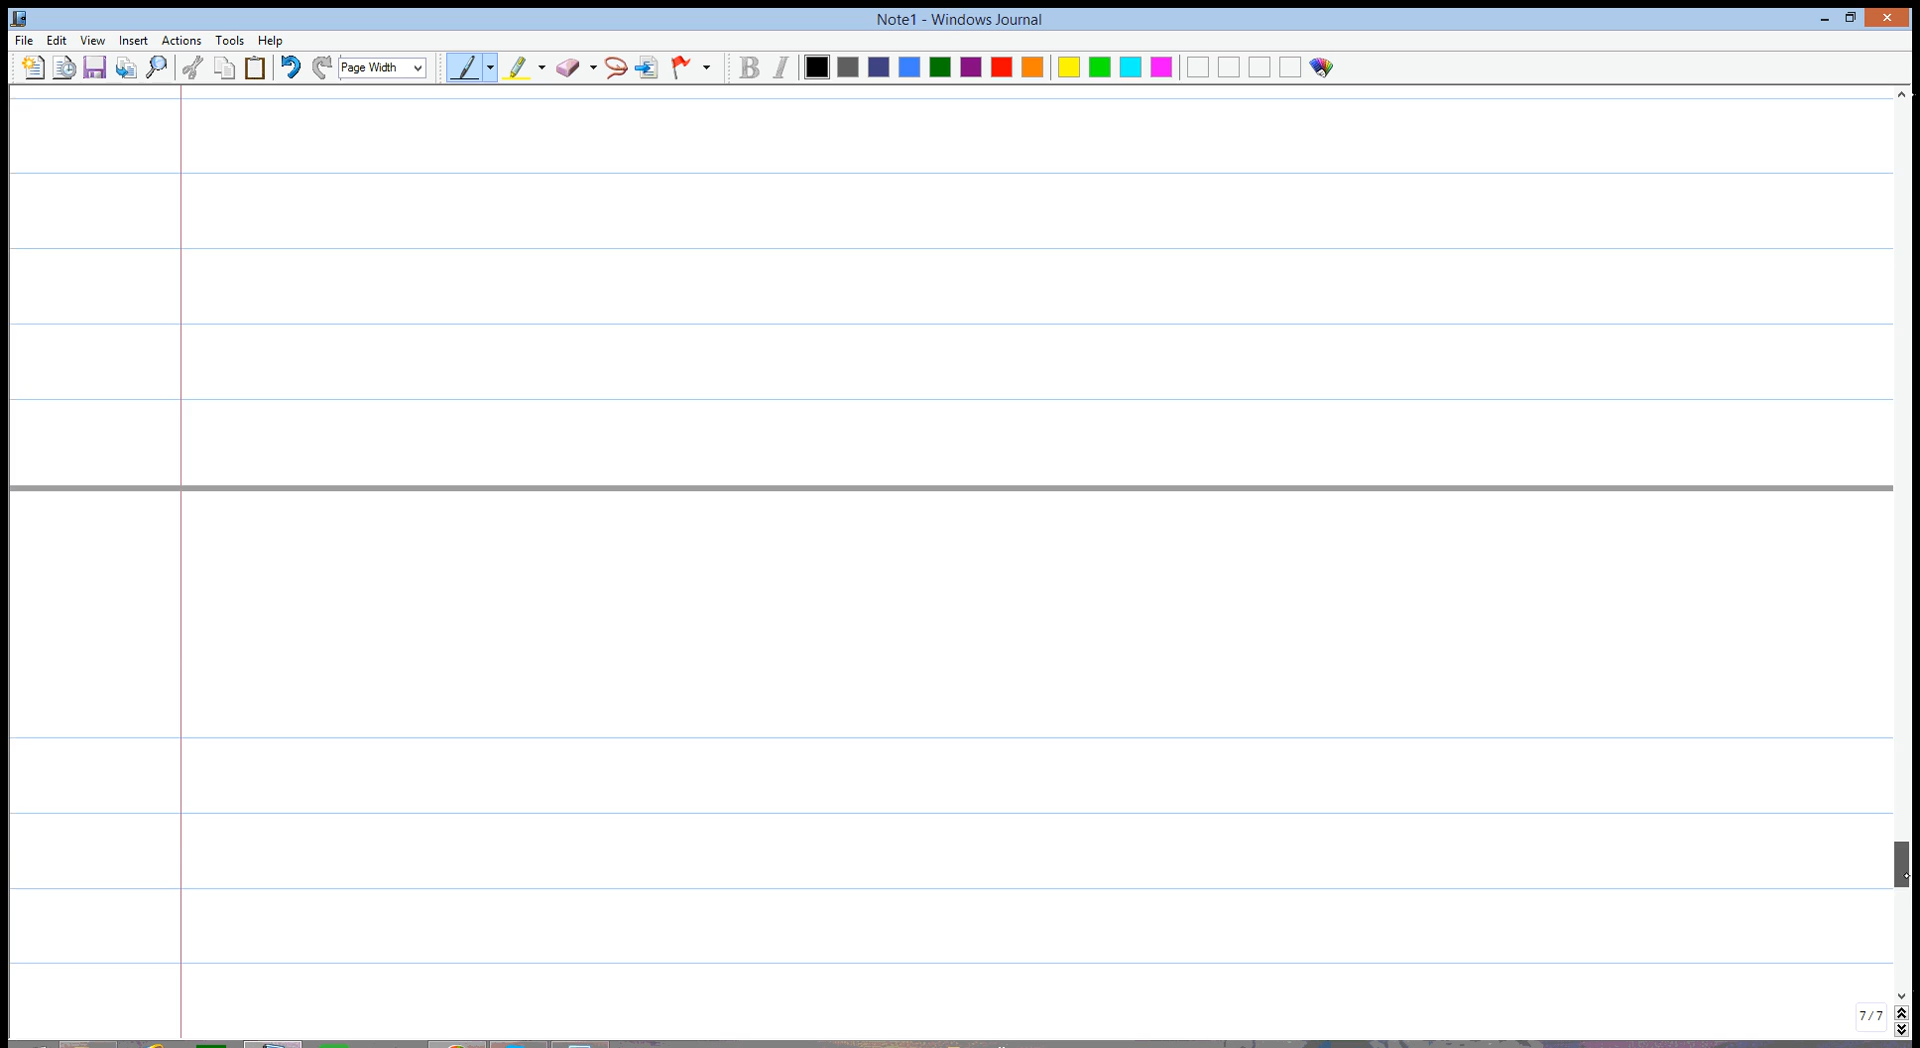 Note1 - Windows Journal
File Edit View Insert Actions Tools Help
Page Width B I
7/7